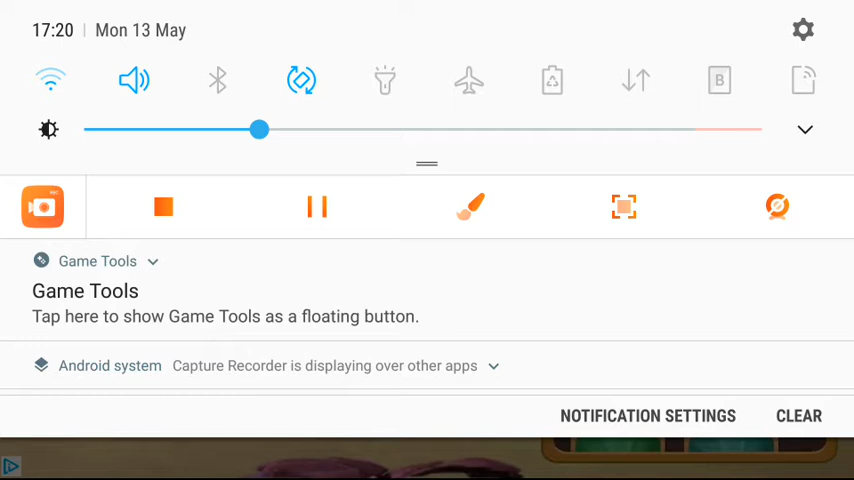 17:20 | Mon 13 May
B
Game Tools
Game Tools
Tap here to show Game Tools as a floating button.
Android system Capture Recorder is displaying over other apps
NOTIFICATION SETTINGS CLEAR